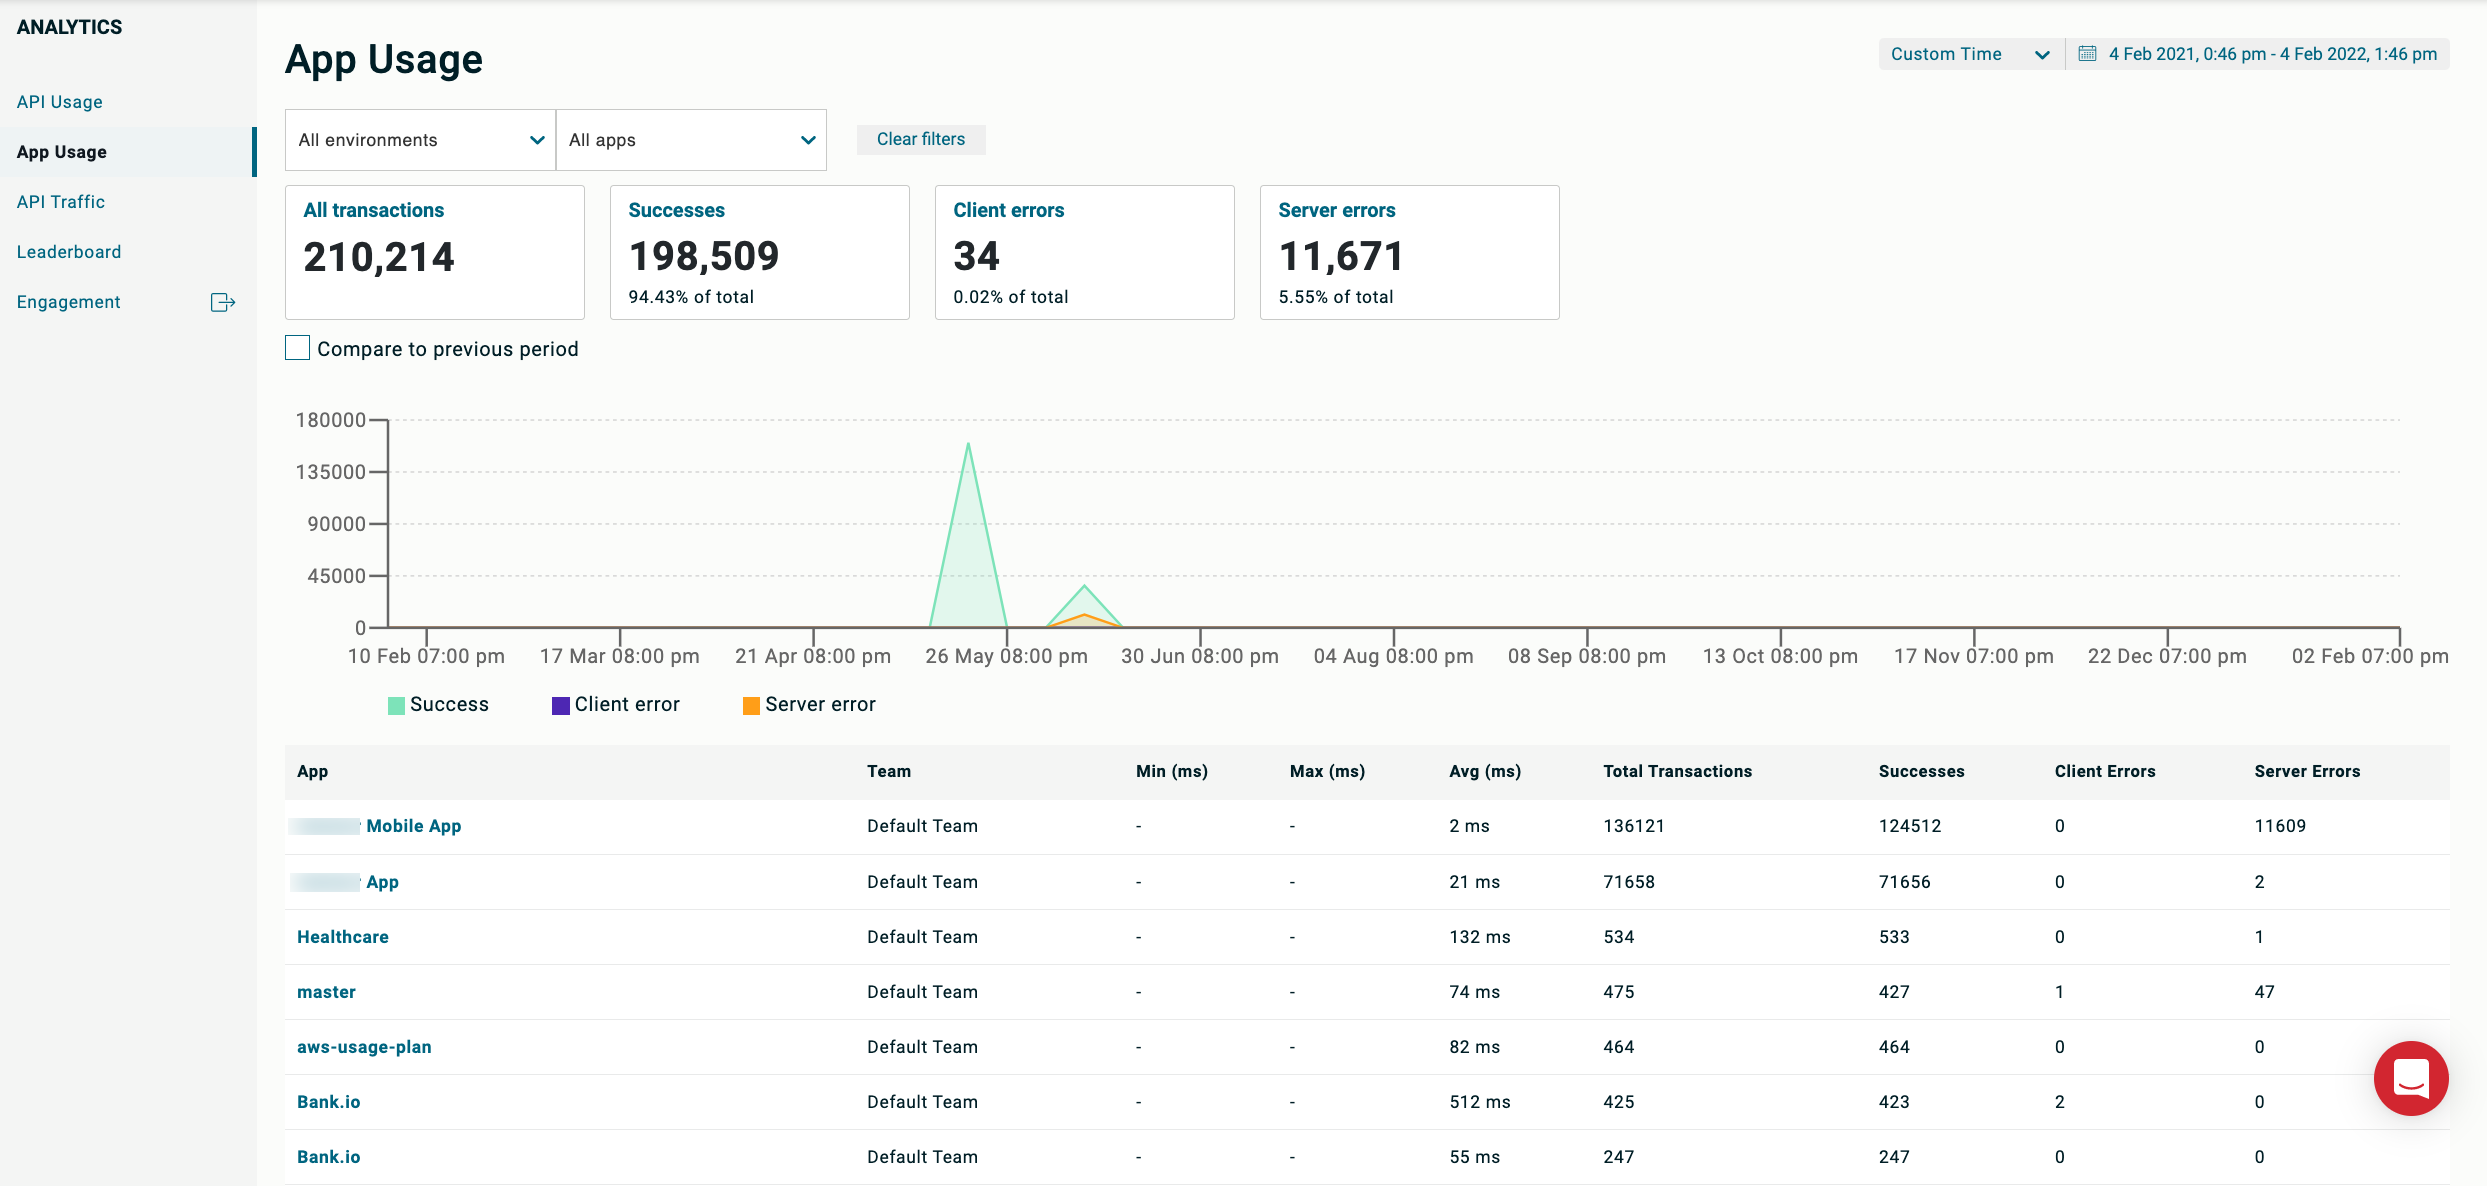 ANALYTICS
API Usage
App Usage
API Traffic
Leaderboard
Engagement
App Usage
Custom Time
4 Feb 2021, 0:46 pm - 4 Feb 2022, 1:46 pm
All environments
All apps
Clear filters
All transactions
210,214
Successes
198,509
94.43% of total
Client errors
34
0.02% of total
Server errors
11,671
5.55% of total
Compare to previous period
180000
135000
90000
45000
0
10 Feb 07:00 pm 17 Mar 08:00 pm 21 Apr 08:00 pm 26 May 08:00 pm 30 Jun 08:00 pm 04 Aug 08:00 pm 08 Sep 08:00 pm 13 Oct 08:00 pm 17 Nov 07:00 pm 22 Dec 07:00 pm 02 Feb 07:00 pm
Success Client error Server error
App Team Min (ms) Max (ms) Avg (ms) Total Transactions Successes Client Errors Server Errors
Mobile App Default Team - - 2 ms 136121 124512 0 11609
App Default Team - - 21 ms 71658 71656 0 2
Healthcare Default Team - - 132 ms 534 533 0 1
master Default Team - - 74 ms 475 427 1 47
aws-usage-plan Default Team - - 82 ms 464 464 0 0
Bank.io Default Team - - 512 ms 425 423 2 0
Bank.io Default Team - - 55 ms 247 247 0 0